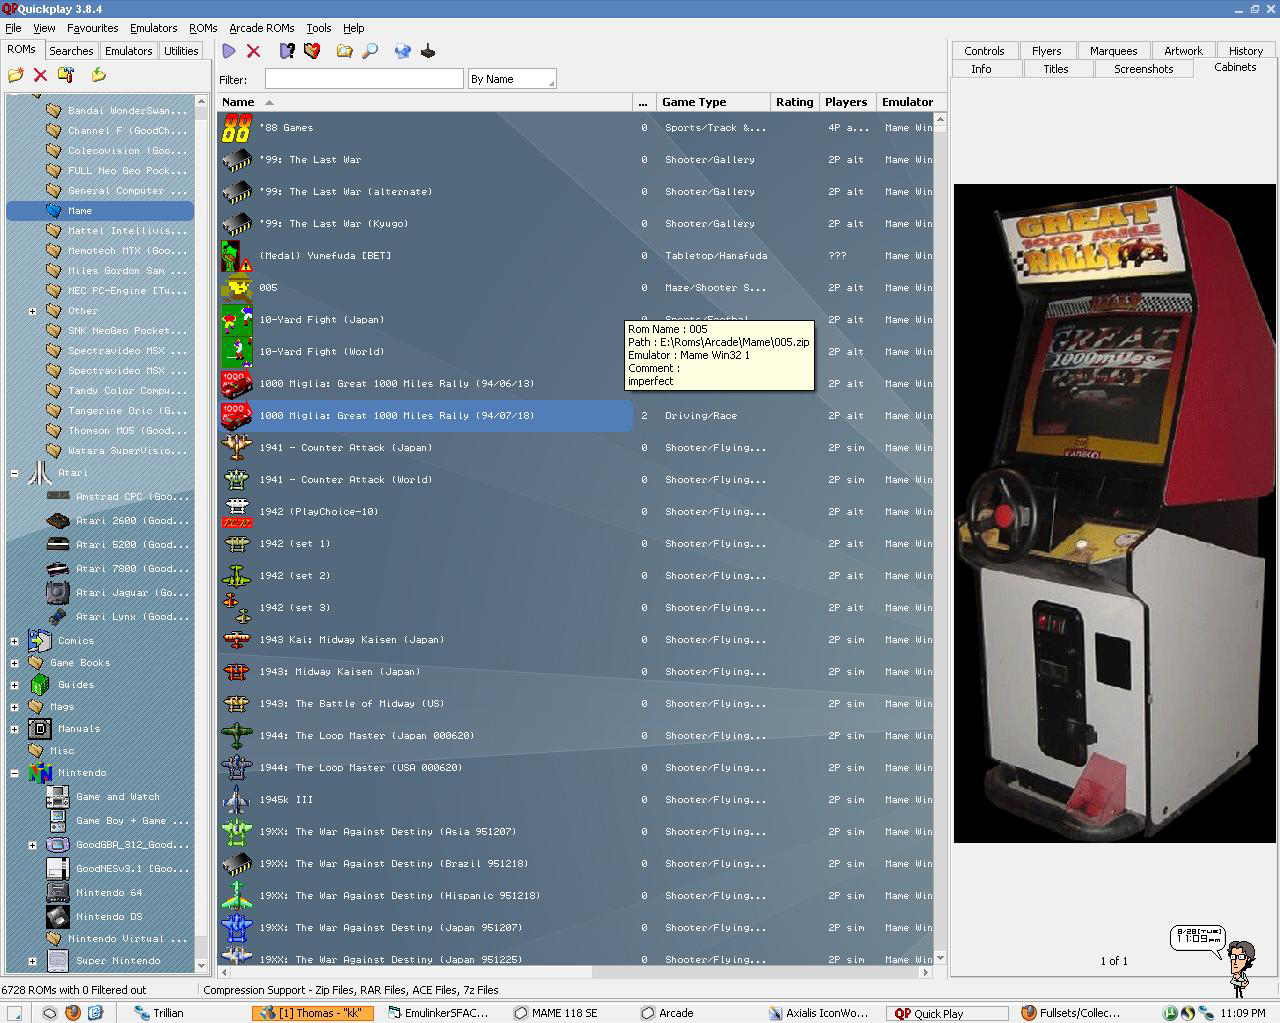 Quickplay 3.8.4
File View Favourites Emulators ROMs Arcade ROMs Tools Help
ROMs Searches Emulators Utilities
Filter: By Name
Name ... Game Type Rating Players Emulator
Bandai WonderSwan...
Channel F (GoodCh...
Colecovision (Goo...
FULL Neo Geo Pock...
General Computer ...
Mame
Mattel Intellivis...
Memotech MTX (Goo...
Miles Gordon Sam ...
NEC PC-Engine [Tu...
Other
SNK NeoGeo Pocket...
Spectravideo MSX ...
Spectravideo MSX ...
Tandy Color Compu...
Tangerine Oric (G...
Thomson MO5 (Good...
Watara SuperVisio...
Atari
Amstrad CPC (Goo...
Atari 2600 (Good...
Atari 5200 (Good...
Atari 7800 (Good...
Atari Jaguar (Go...
Atari Lynx (Good...
Comics
Game Books
Guides
Mags
Manuals
Misc
Nintendo
Game and Watch
Game Boy + Game ...
GoodGBA_312_Good...
GoodNESv3.1 [Goo...
Nintendo 64
Nintendo DS
Nintendo Virtual ...
Super Nintendo
'88 Games 0 Sports/Track &... 4P a... Mame Win
'99: The Last War 0 Shooter/Gallery 2P alt Mame Win
'99: The Last War (alternate) 0 Shooter/Gallery 2P alt Mame Win
'99: The Last War (Kyugo) 0 Shooter/Gallery 2P alt Mame Win
(Medal) Yumefuda [BET] 0 Tabletop/Hanafuda ??? Mame Win
005 0 Maze/Shooter S... 2P alt Mame Win
10-Yard Fight (Japan) 2P alt Mame Win
10-Yard Fight (World) 2P alt Mame Win
1000 Miglia: Great 1000 Miles Rally (94/06/13) 2P alt Mame Win
1000 Miglia: Great 1000 Miles Rally (94/07/18) 2 Driving/Race 2P alt Mame Win
1941 - Counter Attack (Japan) 0 Shooter/Flying... 2P sim Mame Win
1941 - Counter Attack (World) 0 Shooter/Flying... 2P sim Mame Win
1942 (PlayChoice-10) 0 Shooter/Flying... 2P alt Mame Win
1942 (set 1) 0 Shooter/Flying... 2P alt Mame Win
1942 (set 2) 0 Shooter/Flying... 2P alt Mame Win
1942 (set 3) 0 Shooter/Flying... 2P alt Mame Win
1943 Kai: Midway Kaisen (Japan) 0 Shooter/Flying... 2P sim Mame Win
1943: Midway Kaisen (Japan) 0 Shooter/Flying... 2P sim Mame Win
1943: The Battle of Midway (US) 0 Shooter/Flying... 2P sim Mame Win
1944: The Loop Master (Japan 000620) 0 Shooter/Flying... 2P sim Mame Win
1944: The Loop Master (USA 000620) 0 Shooter/Flying... 2P sim Mame Win
1945k III 0 Shooter/Flying... 2P sim Mame Win
19XX: The War Against Destiny (Asia 951207) 0 Shooter/Flying... 2P sim Mame Win
19XX: The War Against Destiny (Brazil 951218) 0 Shooter/Flying... 2P sim Mame Win
19XX: The War Against Destiny (Hispanic 951218) 0 Shooter/Flying... 2P sim Mame Win
19XX: The War Against Destiny (Japan 951207) 0 Shooter/Flying... 2P sim Mame Win
19XX: The War Against Destiny (Japan 951225) 0 Shooter/Flying... 2P sim Mame Win
Rom Name : 005
Path : E:\Roms\Arcade\Mame\005.zip
Emulator : Mame Win32 1
Comment :
imperfect
Controls Flyers Marquees Artwork History
Info Titles Screenshots Cabinets
GREAT
1000 MILE
RALLY
RALLY
GREAT
1000miles
KANECO
1 of 1
8/28[TUE]
11:09PM
6728 ROMs with 0 Filtered out Compression Support - Zip Files, RAR Files, ACE Files, 7z Files
Trillian [1] Thomas - "kk" EmulinkerSFAC... MAME 118 SE Arcade Axialis IconWo... QP Quick Play Fullsets/Collec... 11:09 PM